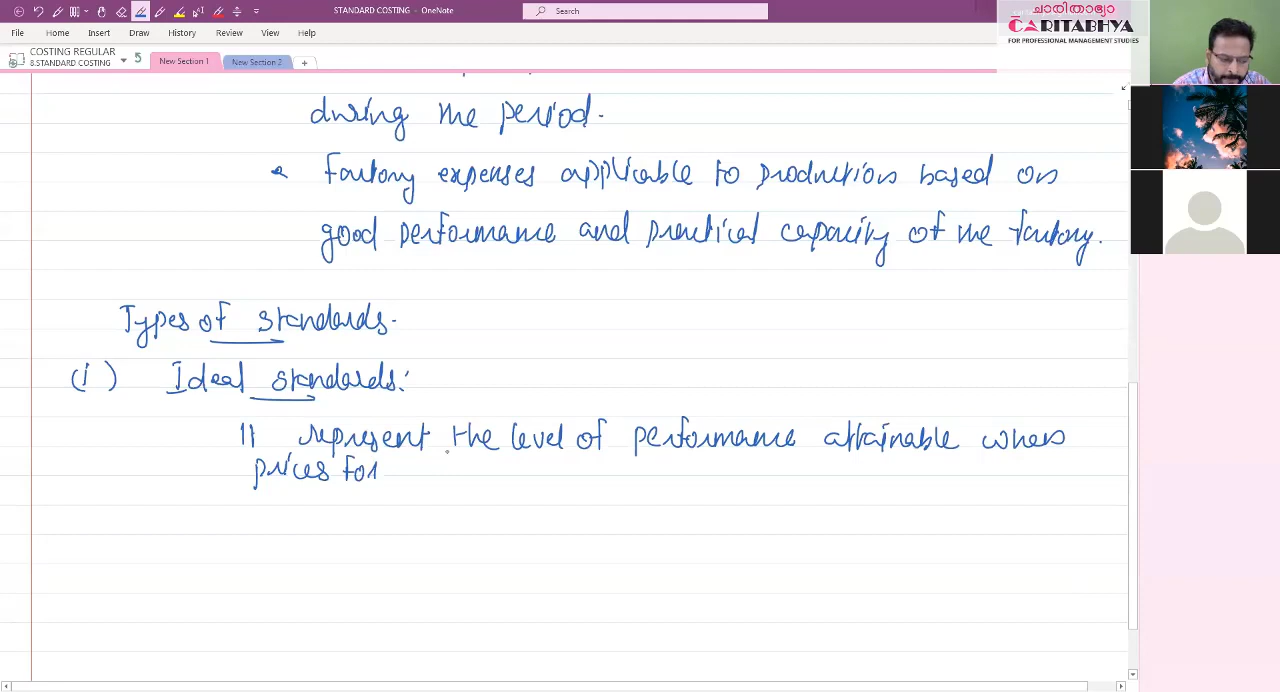 STANDARD COSTING - OneNote
Search
File Home Insert Draw History Review View Help
COSTING REGULAR
8.STANDARD COSTING
5
New Section 1
New Section 2
ചാരിതാഭ്യാ
CARITABHYA
FOR PROFESSIONAL MANAGEMENT STUDIES
during the period.
factory expenses applicable to production based on
good performance and practical capacity of the factory.
Types of standards.
(i) Ideal standards:
It represent the level of performance attainable when
prices for